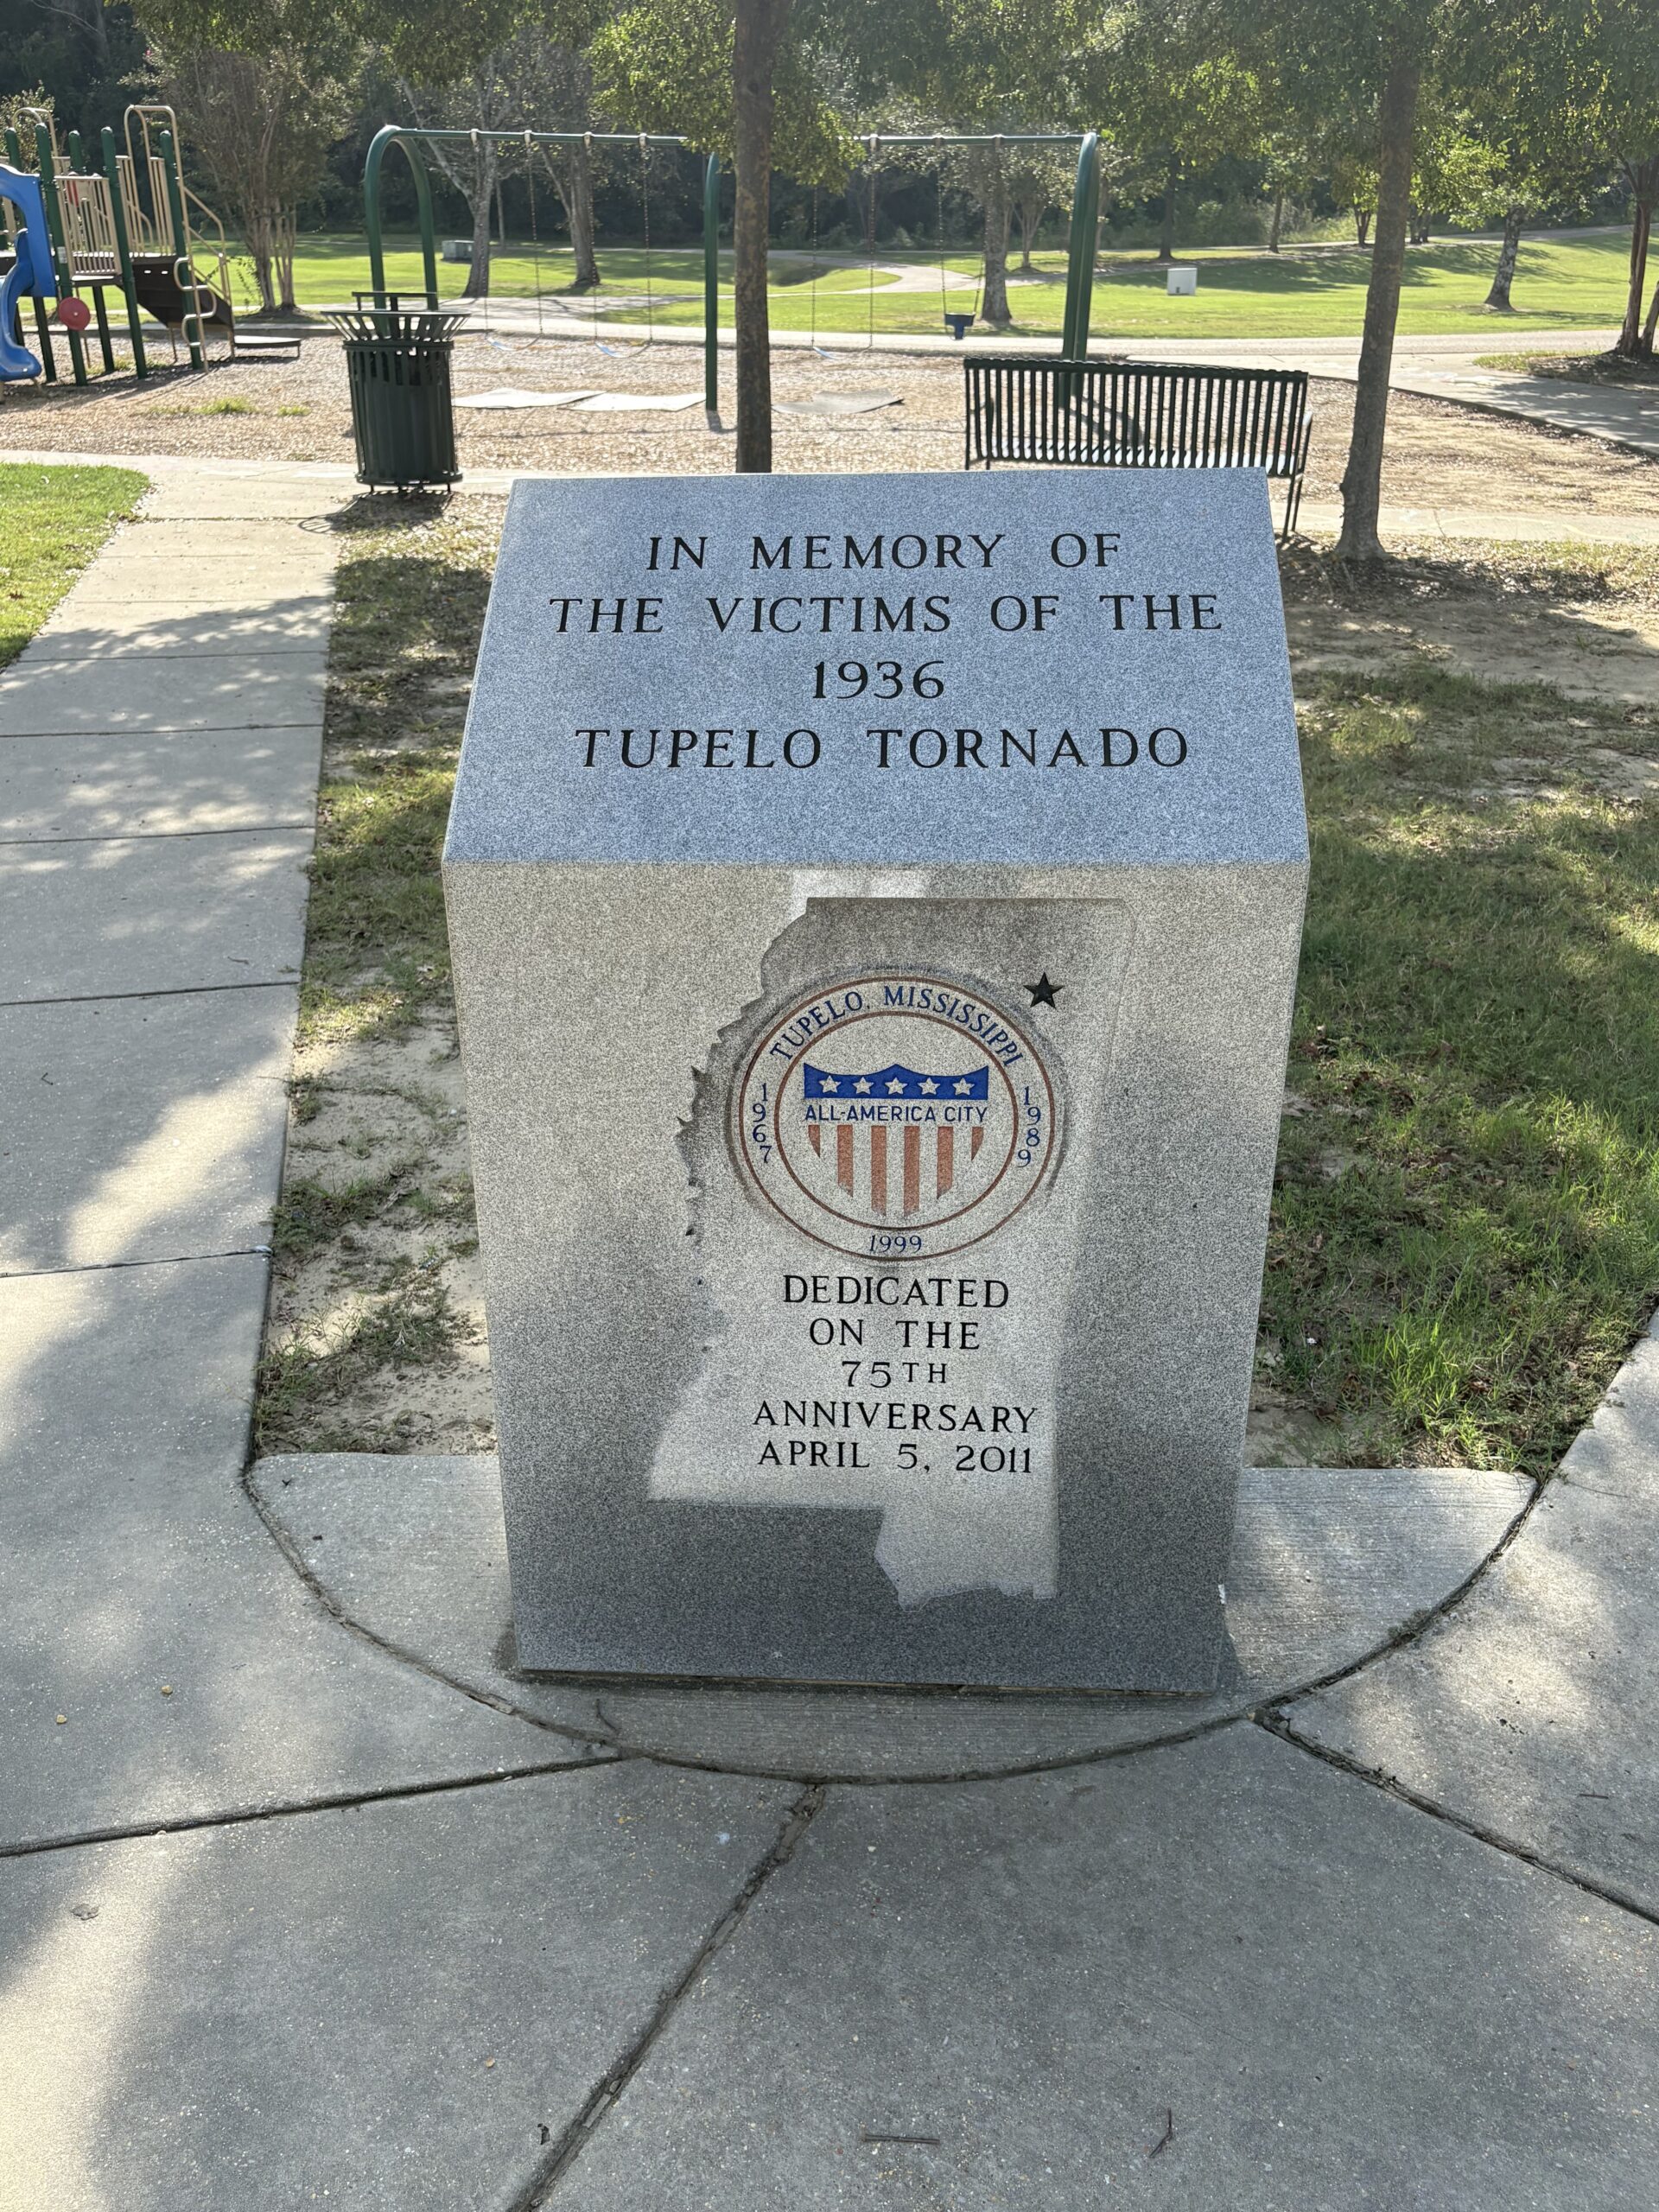 IN MEMORY OF
THE VICTIMS OF THE
1936
TUPELO TORNADO
TUPELO, MISSISSIPPI
1967
1989
ALL-AMERICA CITY
1999
DEDICATED
ON THE
75TH
ANNIVERSARY
APRIL 5, 2011